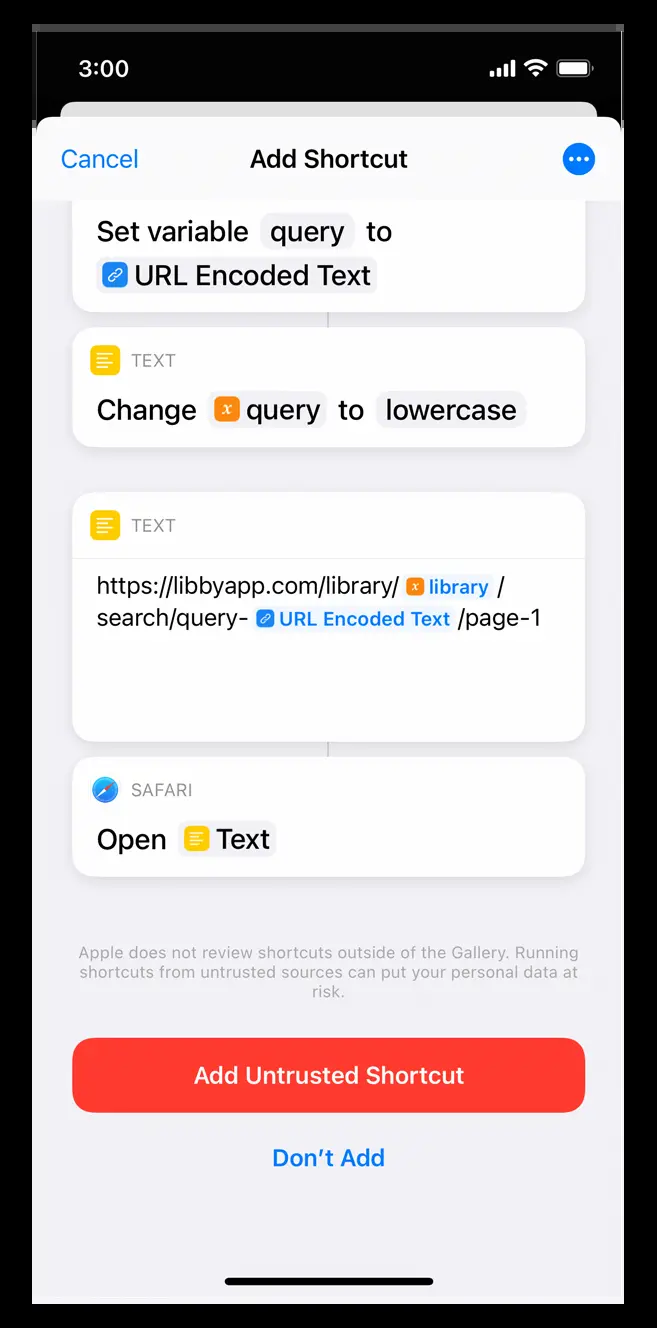 3:00
Cancel Add Shortcut
Set variable query to
URL Encoded Text
TEXT
Change x query to lowercase
TEXT
https://libbyapp.com/library/ x library /
search/query- URL Encoded Text /page-1
SAFARI
Open Text
Apple does not review shortcuts outside of the Gallery. Running
shortcuts from untrusted sources can put your personal data at
risk.
Add Untrusted Shortcut
Don’t Add